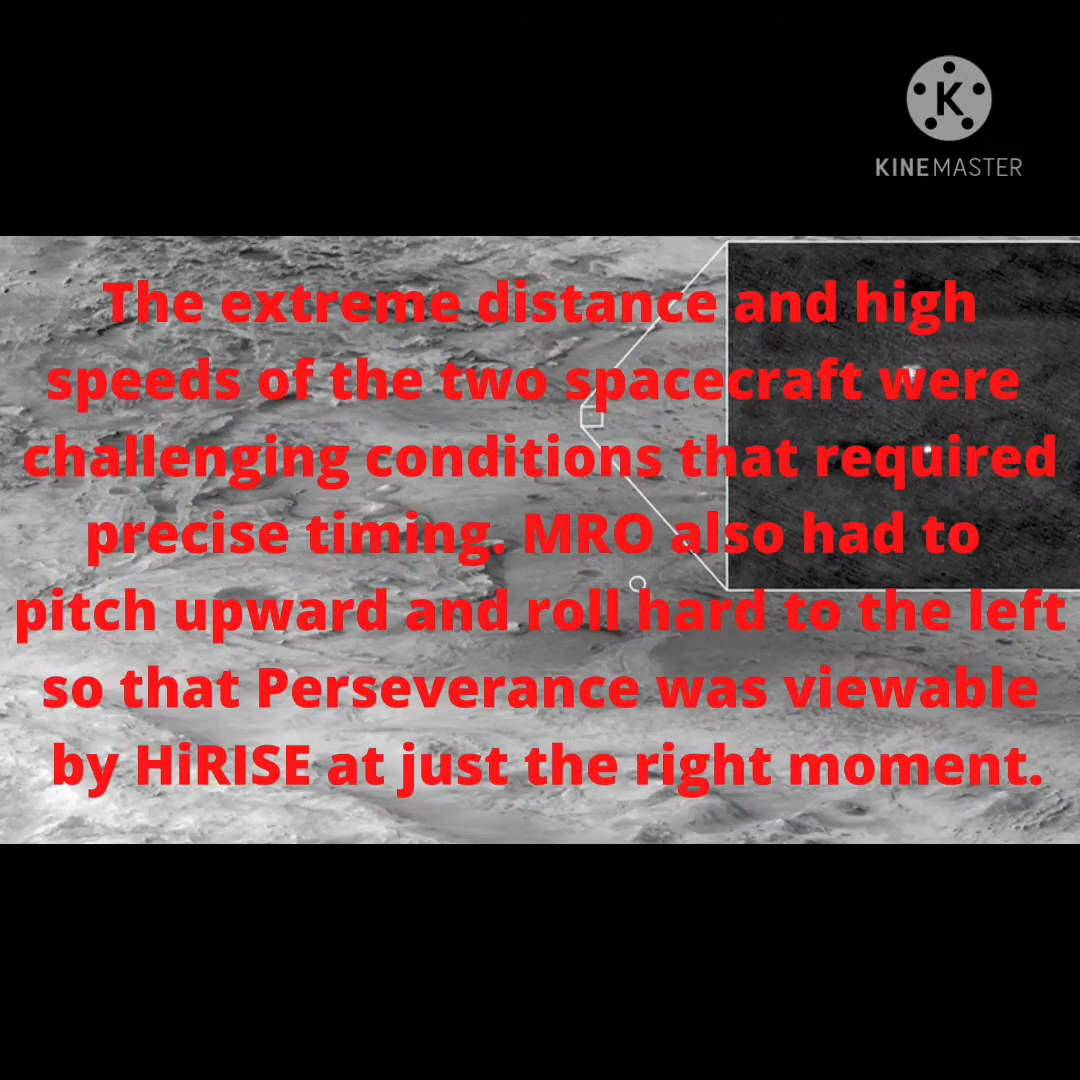 K
KINEMASTER
The extreme distance and high
speeds of the two spacecraft were
challenging conditions that required
precise timing. MRO also had to
pitch upward and roll hard to the left
so that Perseverance was viewable
by HiRISE at just the right moment.